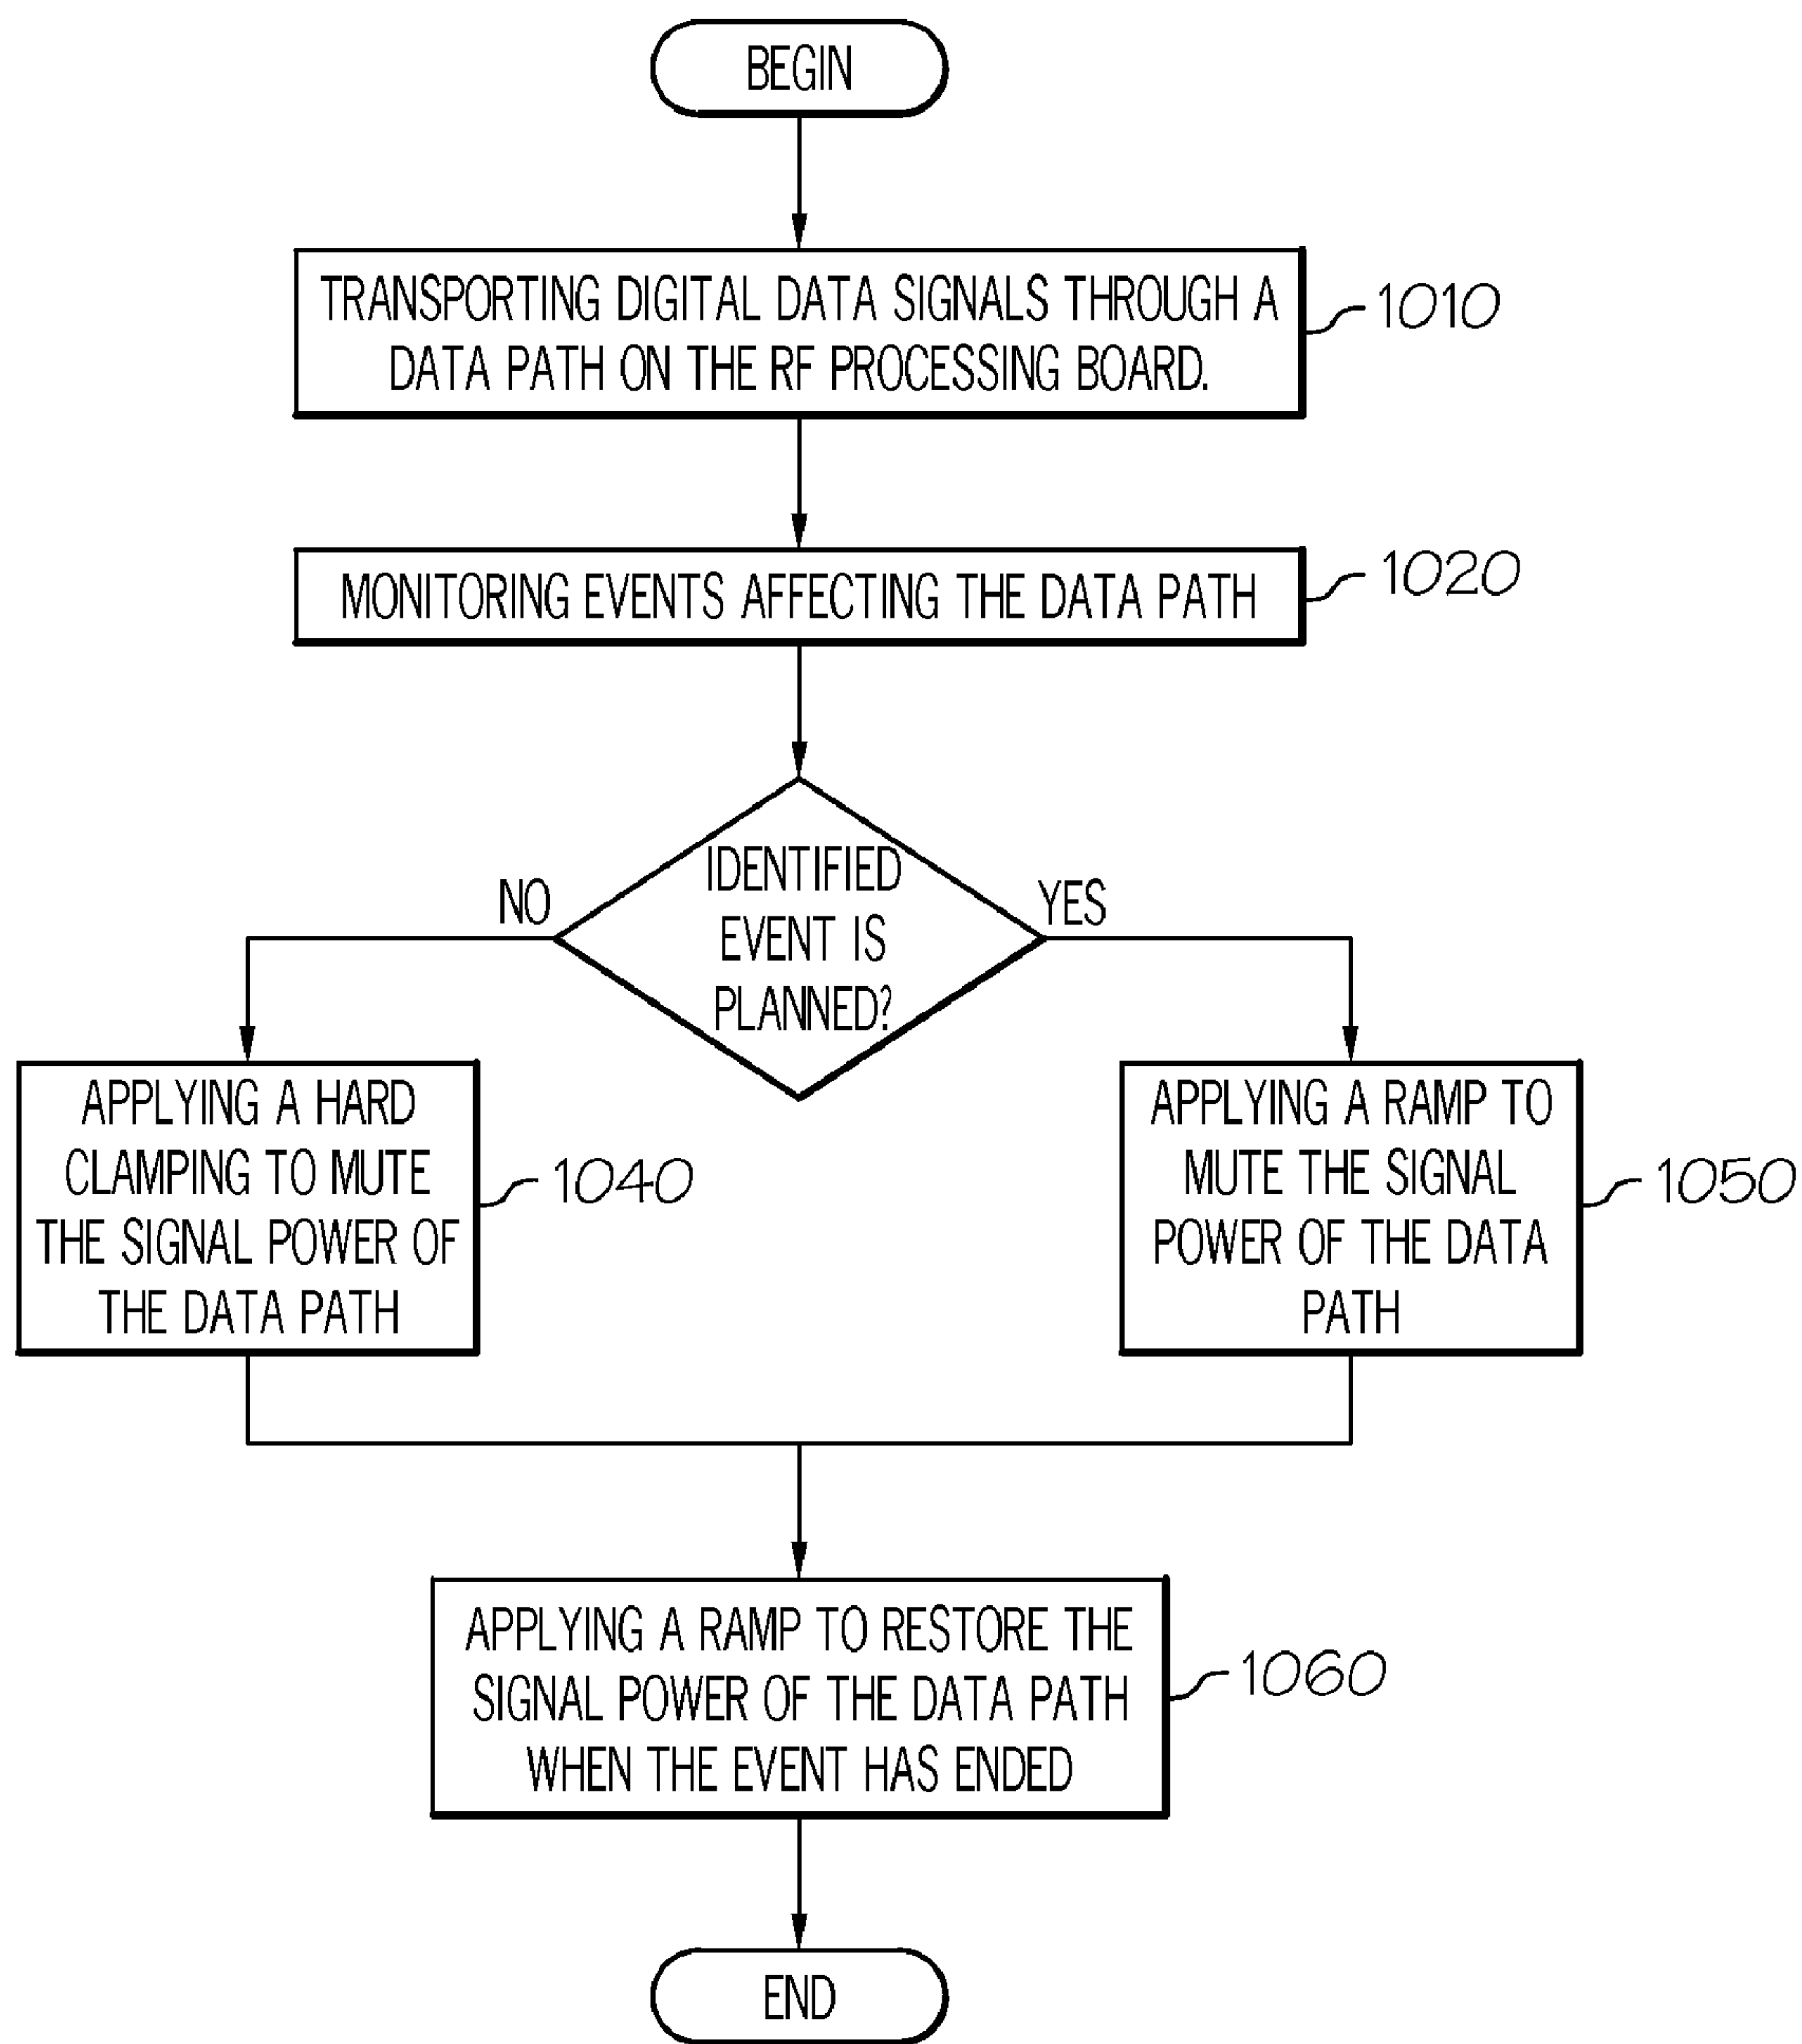 BEGIN
TRANSPORTING DIGITAL DATA SIGNALS THROUGH A
DATA PATH ON THE RF PROCESSING BOARD.
1010
MONITORING EVENTS AFFECTING THE DATA PATH
1020
IDENTIFIED
EVENT IS
PLANNED?
NO
YES
APPLYING A HARD
CLAMPING TO MUTE
THE SIGNAL POWER OF
THE DATA PATH
1040
APPLYING A RAMP TO
MUTE THE SIGNAL
POWER OF THE DATA
PATH
1050
APPLYING A RAMP TO RESTORE THE
SIGNAL POWER OF THE DATA PATH
WHEN THE EVENT HAS ENDED
1060
END